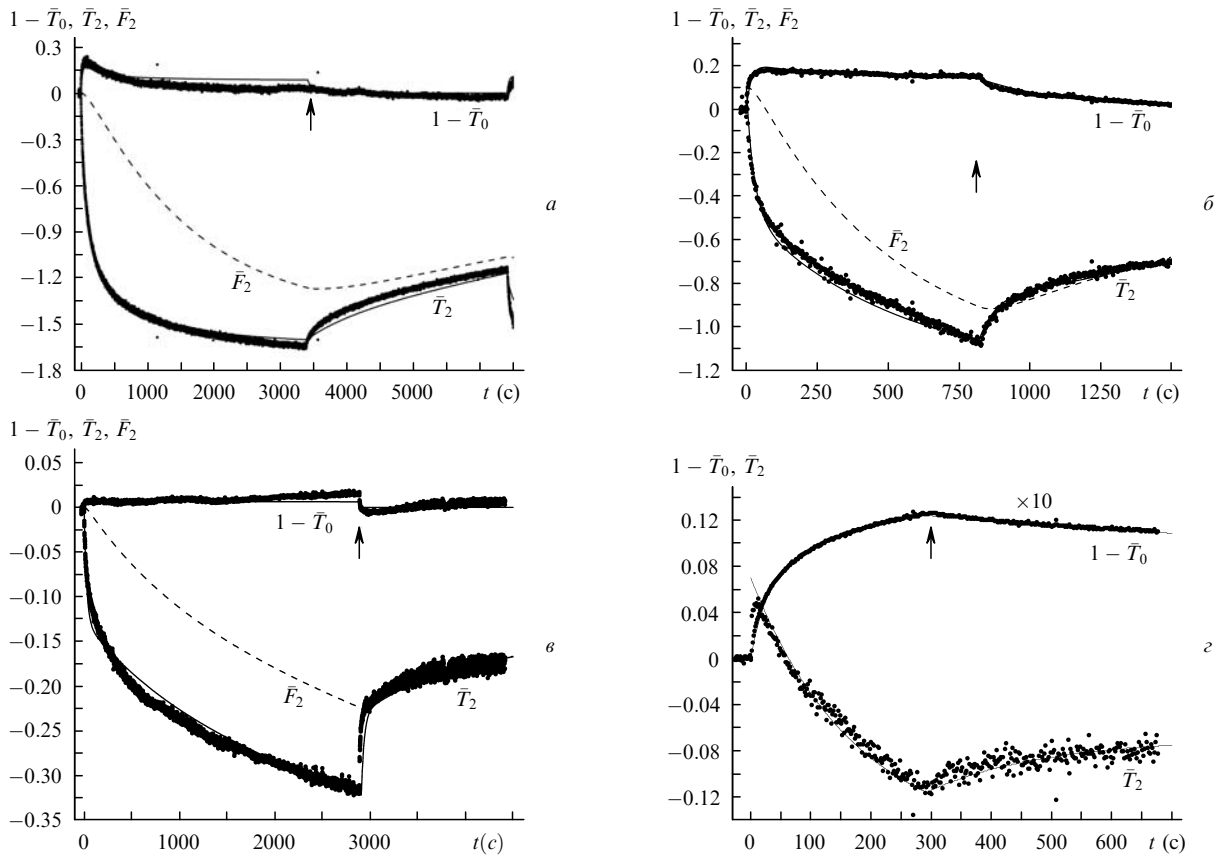 1 − T̄₀, T̄₂, F̄₂
0.3
0
−0.3
−0.6
−0.9
−1.2
−1.5
−1.8
0 1000 2000 3000 4000 5000 t (с)
1 − T̄₀
F̄₂
T̄₂
а
1 − T̄₀, T̄₂, F̄₂
0.2
0
−0.2
−0.4
−0.6
−0.8
−1.0
−1.2
0 250 500 750 1000 1250 t (с)
1 − T̄₀
F̄₂
T̄₂
б
1 − T̄₀, T̄₂, F̄₂
0.05
0
−0.05
−0.10
−0.15
−0.20
−0.25
−0.30
−0.35
0 1000 2000 3000 t(c)
1 − T̄₀
F̄₂
T̄₂
в
1 − T̄₀, T̄₂
0.12
0.08
0.04
0
−0.04
−0.08
−0.12
0 100 200 300 400 500 600 t (с)
×10
1 − T̄₀
T̄₂
г